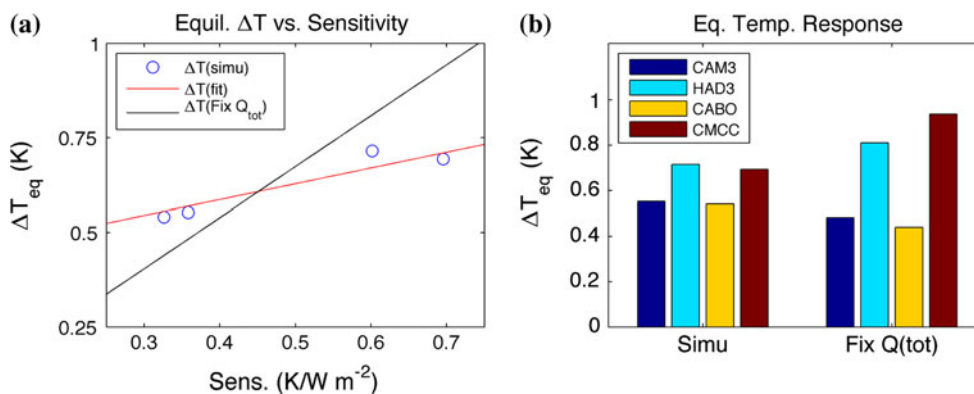 (a)
Equil. ΔT vs. Sensitivity
1
0.75
0.5
0.25
ΔT_eq (K)
ΔT(simu)
ΔT(fit)
ΔT(Fix Q_tot)
0.3 0.4 0.5 0.6 0.7
Sens. (K/W m⁻²)
(b)
Eq. Temp. Response
1
0.8
0.6
0.4
0.2
0
ΔT_eq (K)
CAM3
HAD3
CABO
CMCC
Simu Fix Q(tot)